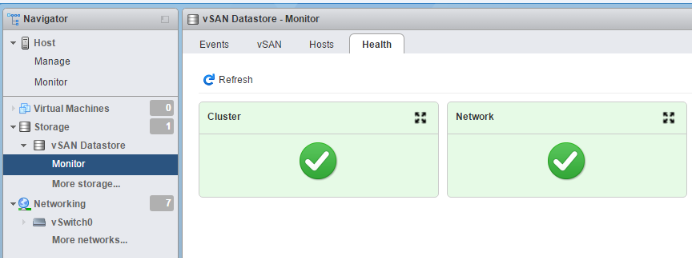 Navigator
Host
Manage
Monitor
Virtual Machines 0
Storage 1
vSAN Datastore
Monitor
More storage...
Networking 7
vSwitch0
More networks...
vSAN Datastore - Monitor
Events vSAN Hosts Health
Refresh
Cluster Network